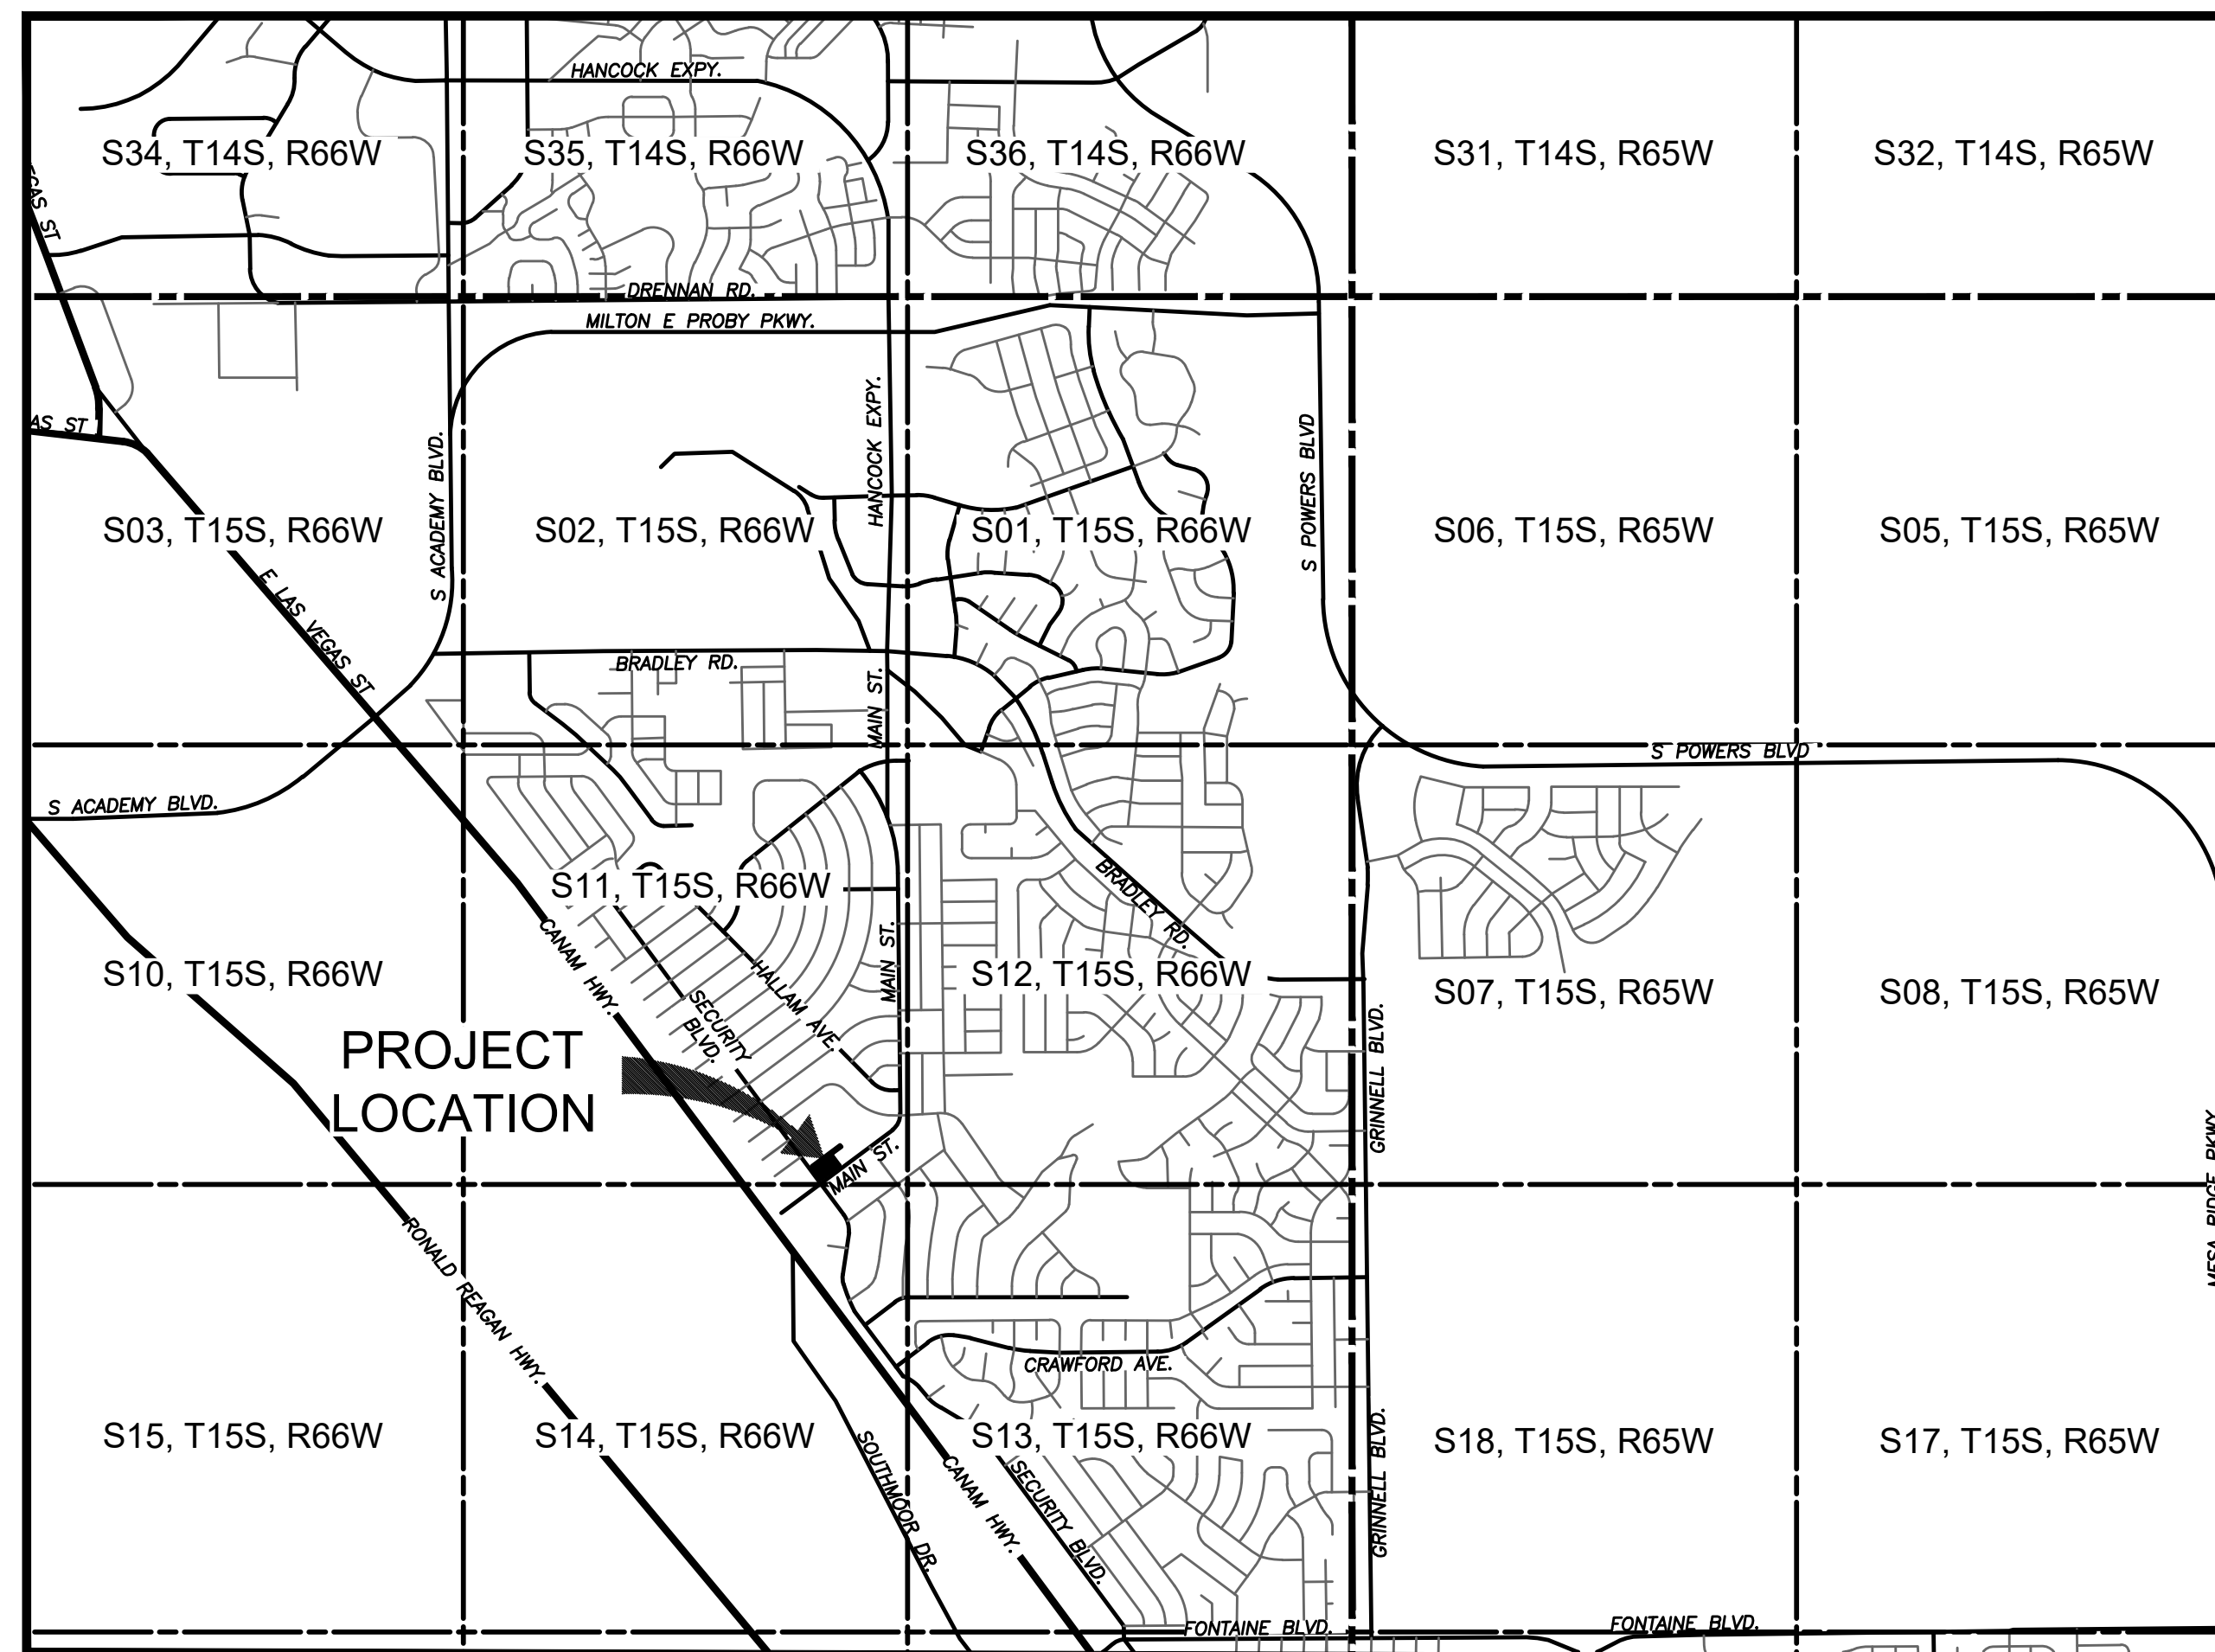 HANCOCK EXPY.
S34, T14S, R66W
S35, T14S, R66W
S36, T14S, R66W
S31, T14S, R65W
S32, T14S, R65W
EGAS ST
DRENNAN RD.
MILTON E PROBY PKWY.
AS ST
S ACADEMY BLVD.
HANCOCK EXPY.
S POWERS BLVD
S03, T15S, R66W
S02, T15S, R66W
S01, T15S, R66W
S06, T15S, R65W
S05, T15S, R65W
E LAS VEGAS ST
BRADLEY RD.
MAIN ST.
S POWERS BLVD
S ACADEMY BLVD.
S11, T15S, R66W
BRADLEY RD.
CANAM HWY.
MAIN ST.
S10, T15S, R66W
HALLAM AVE.
S12, T15S, R66W
S07, T15S, R65W
S08, T15S, R65W
SECURITY
BLVD.
PROJECT
LOCATION
GRINNELL BLVD.
MAIN ST.
MESA RIDGE PKWY
RONALD REAGAN HWY.
CRAWFORD AVE.
S15, T15S, R66W
S14, T15S, R66W
S13, T15S, R66W
S18, T15S, R65W
S17, T15S, R65W
SOUTHMOOR DR.
CANAM HWY.
SECURITY BLVD.
GRINNELL BLVD.
FONTAINE BLVD.
FONTAINE BLVD.